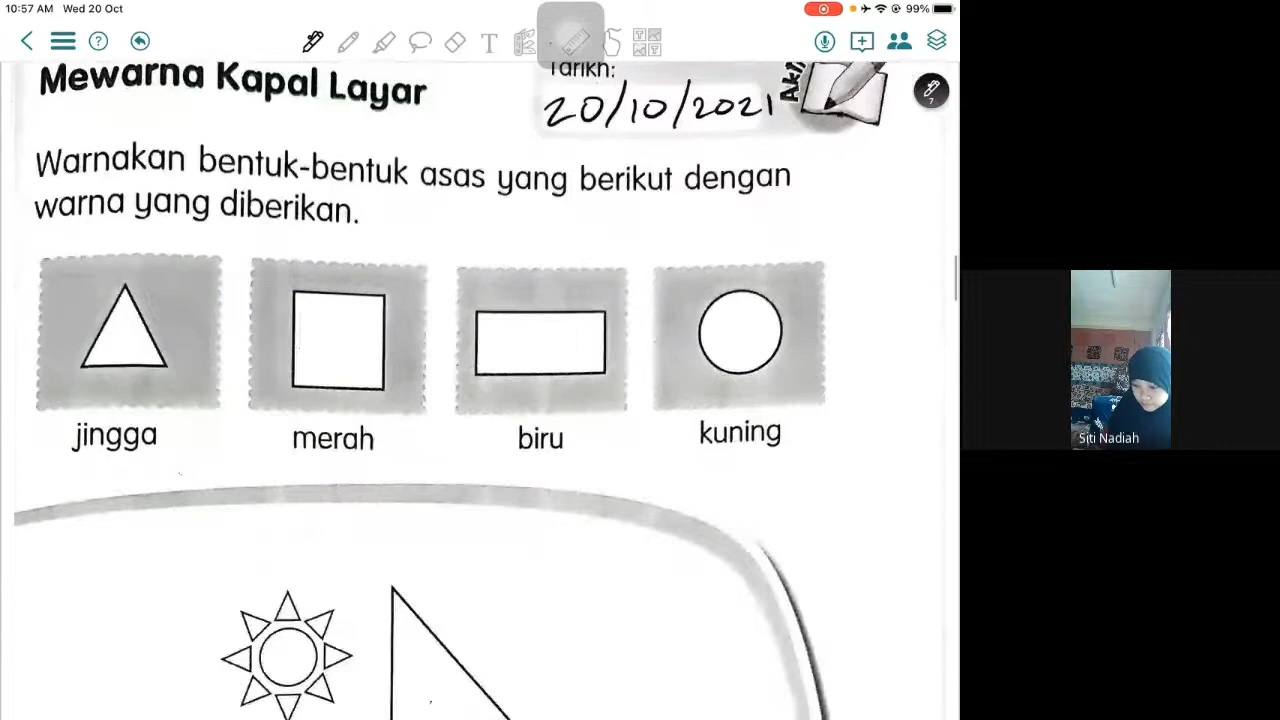 10:57 AM Wed 20 Oct
99%
T
Mewarna Kapal Layar
Tarikh:
20/10/2021
7
Warnakan bentuk-bentuk asas yang berikut dengan
warna yang diberikan.
jingga merah biru kuning
Siti Nadiah